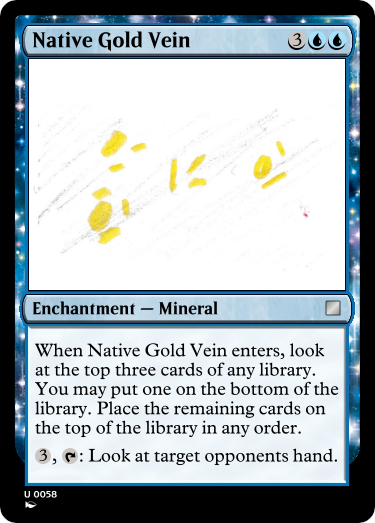 Native Gold Vein 3
Enchantment — Mineral
When Native Gold Vein enters, look
at the top three cards of any library.
You may put one on the bottom of the
library. Place the remaining cards on
the top of the library in any order.
3, : Look at target opponents hand.
U 0058